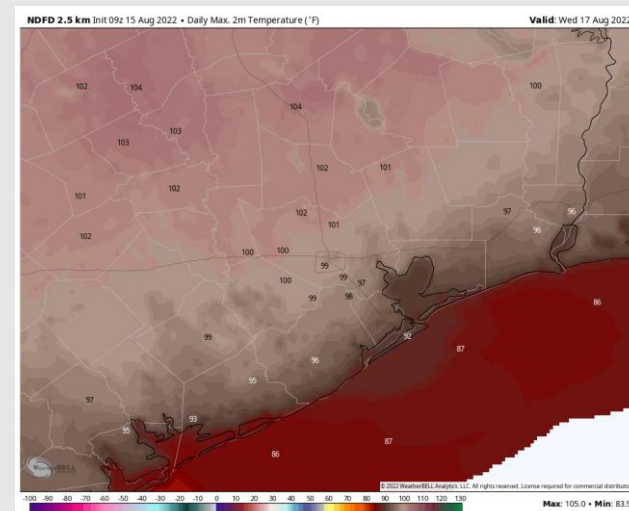 NDFD 2.5 km Init 09z 15 Aug 2022 • Daily Max. 2m Temperature (°F) Valid: Wed 17 Aug 2022
102 104 100
104
103 103
102 101
101 102
102 97 96
102 101 96
100 100
99
100 99 97
99 98 86
99 92 87
96
95
97
93
95
87
86
WeatherBELL
© 2022 WeatherBELL Analytics, LLC. All rights reserved. License required for commercial distributio
-100 -90 -80 -70 -60 -50 -40 -30 -20 -10 0 10 20 30 40 50 60 70 80 90 100 110 120 130
Max: 105.0 • Min: 83.9